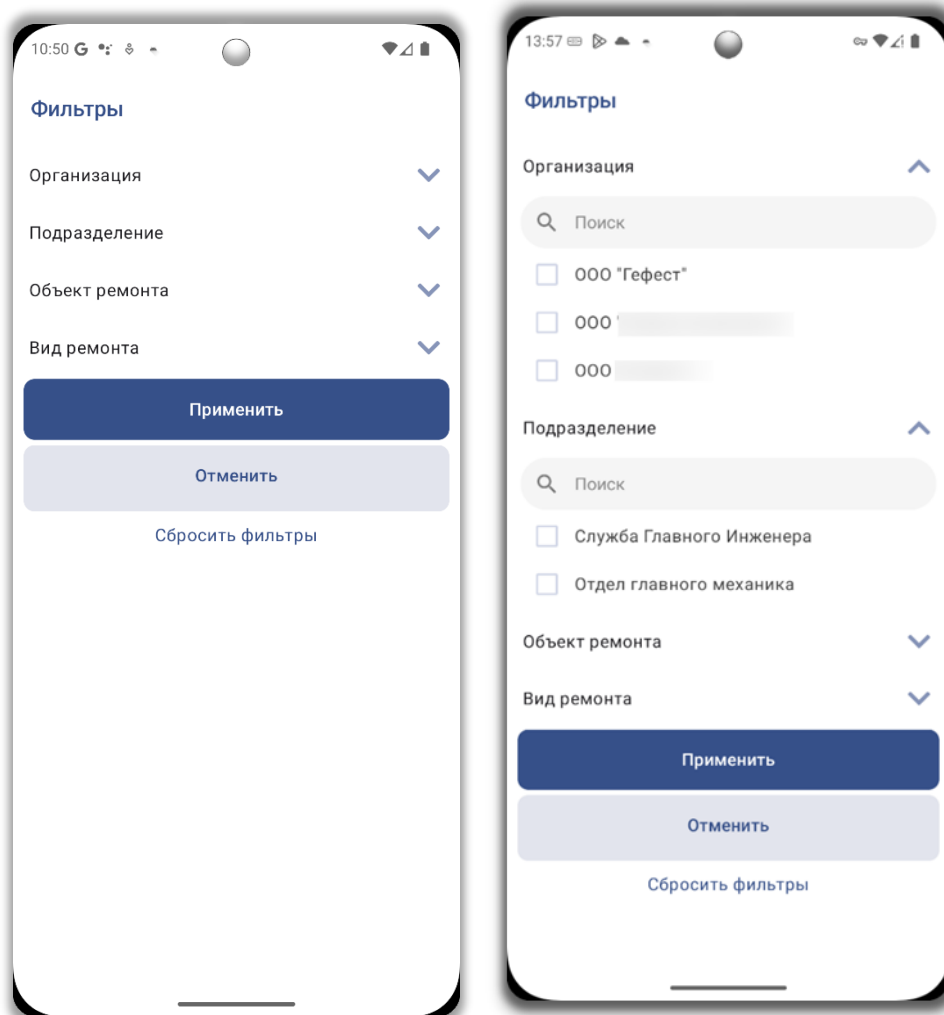 10:50 G
Фильтры
Организация
Подразделение
Объект ремонта
Вид ремонта
Применить
Отменить
Сбросить фильтры
13:57
Фильтры
Организация
Поиск
ООО "Гефест"
ООО "
ООО
Подразделение
Поиск
Служба Главного Инженера
Отдел главного механика
Объект ремонта
Вид ремонта
Применить
Отменить
Сбросить фильтры